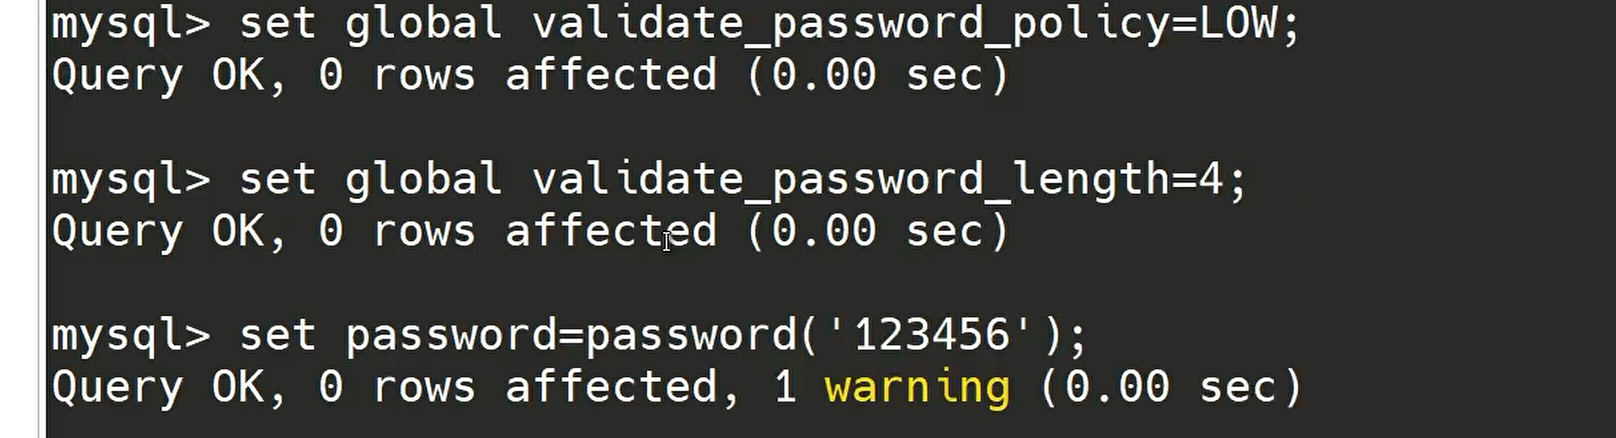 mysql> set global validate_password_policy=LOW;
Query OK, 0 rows affected (0.00 sec)
mysql> set global validate_password_length=4;
Query OK, 0 rows affected (0.00 sec)
mysql> set password=password('123456');
Query OK, 0 rows affected, 1 warning (0.00 sec)